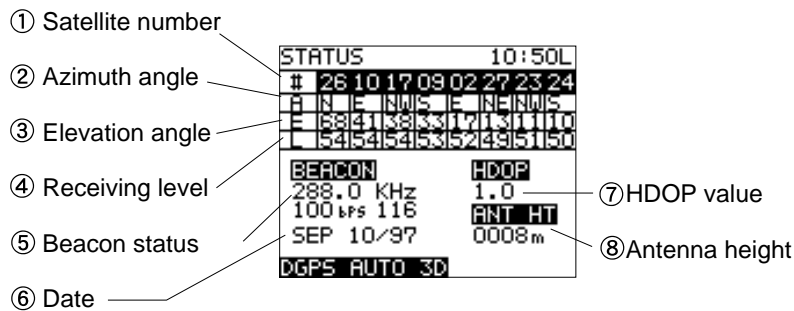 ① Satellite number
② Azimuth angle
③ Elevation angle
④ Receiving level
⑤ Beacon status
⑥ Date
STATUS 10:50L
# 26 10 17 09 02 27 23 24
A N E NW S E NE NW S
E 68 41 38 33 17 13 11 10
L 54 54 54 53 52 49 51 50
BEACON HDOP
288.0 KHz 1.0
100 bPS 116 ANT HT
SEP 10/97 0008m
DGPS AUTO 3D
⑦HDOP value
⑧Antenna height